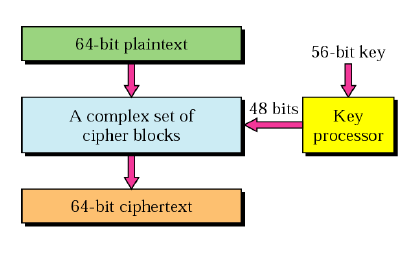 64-bit plaintext
56-bit key
48 bits
A complex set of
cipher blocks
Key
processor
64-bit ciphertext